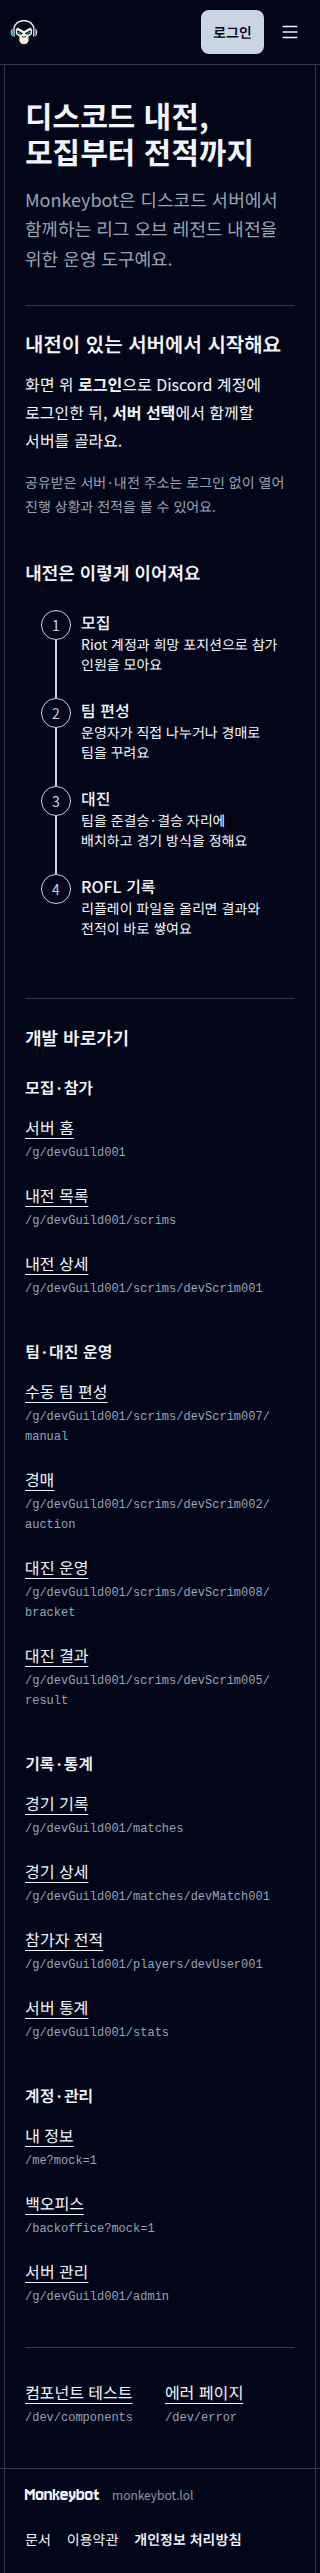 로그인
디스코드 내전,
모집부터 전적까지
Monkeybot은 디스코드 서버에서
함께하는 리그 오브 레전드 내전을
위한 운영 도구예요.
내전이 있는 서버에서 시작해요
화면 위 로그인으로 Discord 계정에
로그인한 뒤, 서버 선택에서 함께할
서버를 골라요.
공유받은 서버·내전 주소는 로그인 없이 열어
진행 상황과 전적을 볼 수 있어요.
내전은 이렇게 이어져요
1 모집
Riot 계정과 희망 포지션으로 참가
인원을 모아요
2 팀 편성
운영자가 직접 나누거나 경매로
팀을 꾸려요
3 대진
팀을 준결승·결승 자리에
배치하고 경기 방식을 정해요
4 ROFL 기록
리플레이 파일을 올리면 결과와
전적이 바로 쌓여요
개발 바로가기
모집·참가
서버 홈
/g/devGuild001
내전 목록
/g/devGuild001/scrims
내전 상세
/g/devGuild001/scrims/devScrim001
팀·대진 운영
수동 팀 편성
/g/devGuild001/scrims/devScrim007/
manual
경매
/g/devGuild001/scrims/devScrim002/
auction
대진 운영
/g/devGuild001/scrims/devScrim008/
bracket
대진 결과
/g/devGuild001/scrims/devScrim005/
result
기록·통계
경기 기록
/g/devGuild001/matches
경기 상세
/g/devGuild001/matches/devMatch001
참가자 전적
/g/devGuild001/players/devUser001
서버 통계
/g/devGuild001/stats
계정·관리
내 정보
/me?mock=1
백오피스
/backoffice?mock=1
서버 관리
/g/devGuild001/admin
컴포넌트 테스트 에러 페이지
/dev/components /dev/error
Monkeybot monkeybot.lol
문서 이용약관 개인정보 처리방침